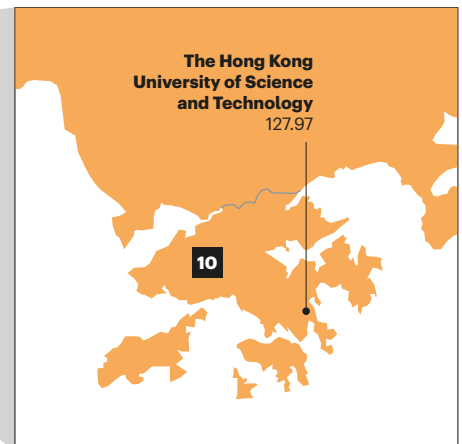 The Hong Kong
University of Science
and Technology
127.97
10